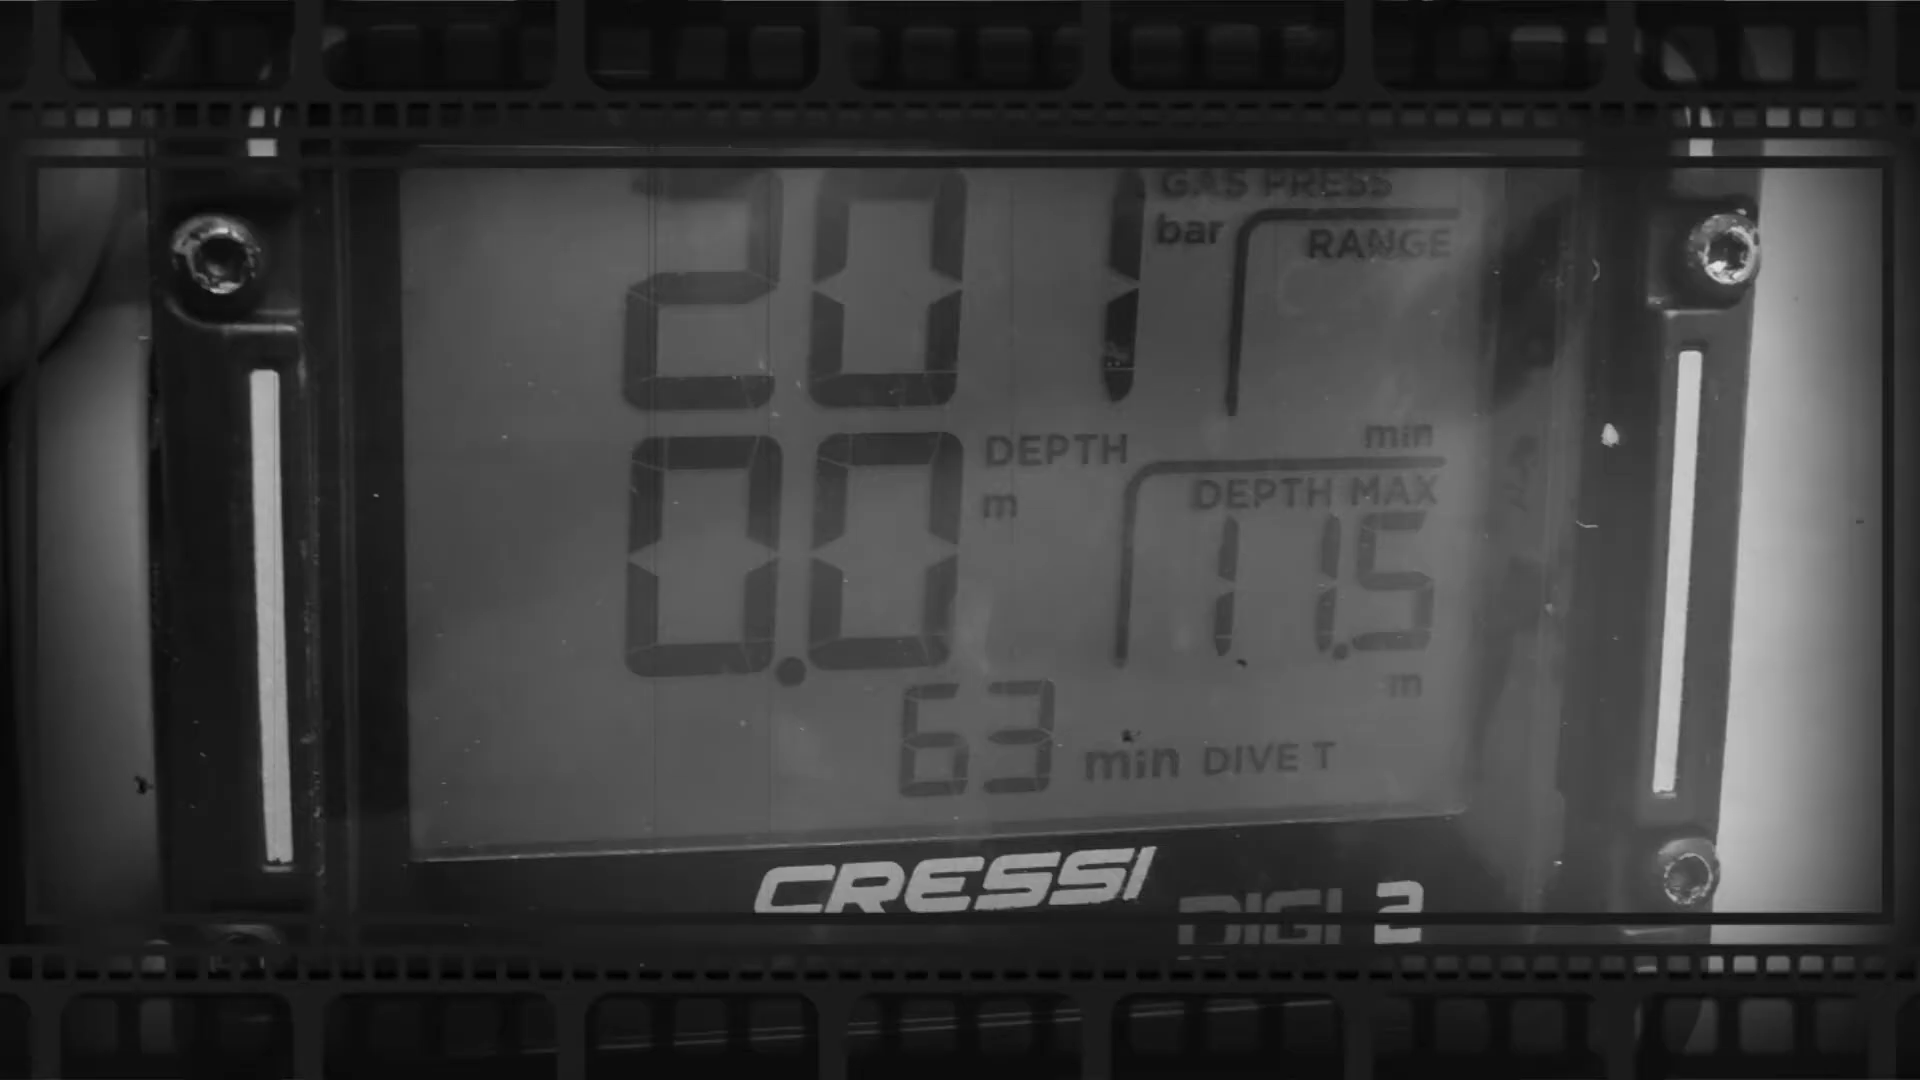 201 GAS PRESS
bar RANGE
min
0.0 DEPTH
m
DEPTH MAX
11.5
m
63 min DIVE T
CRESSI
DIGI 2